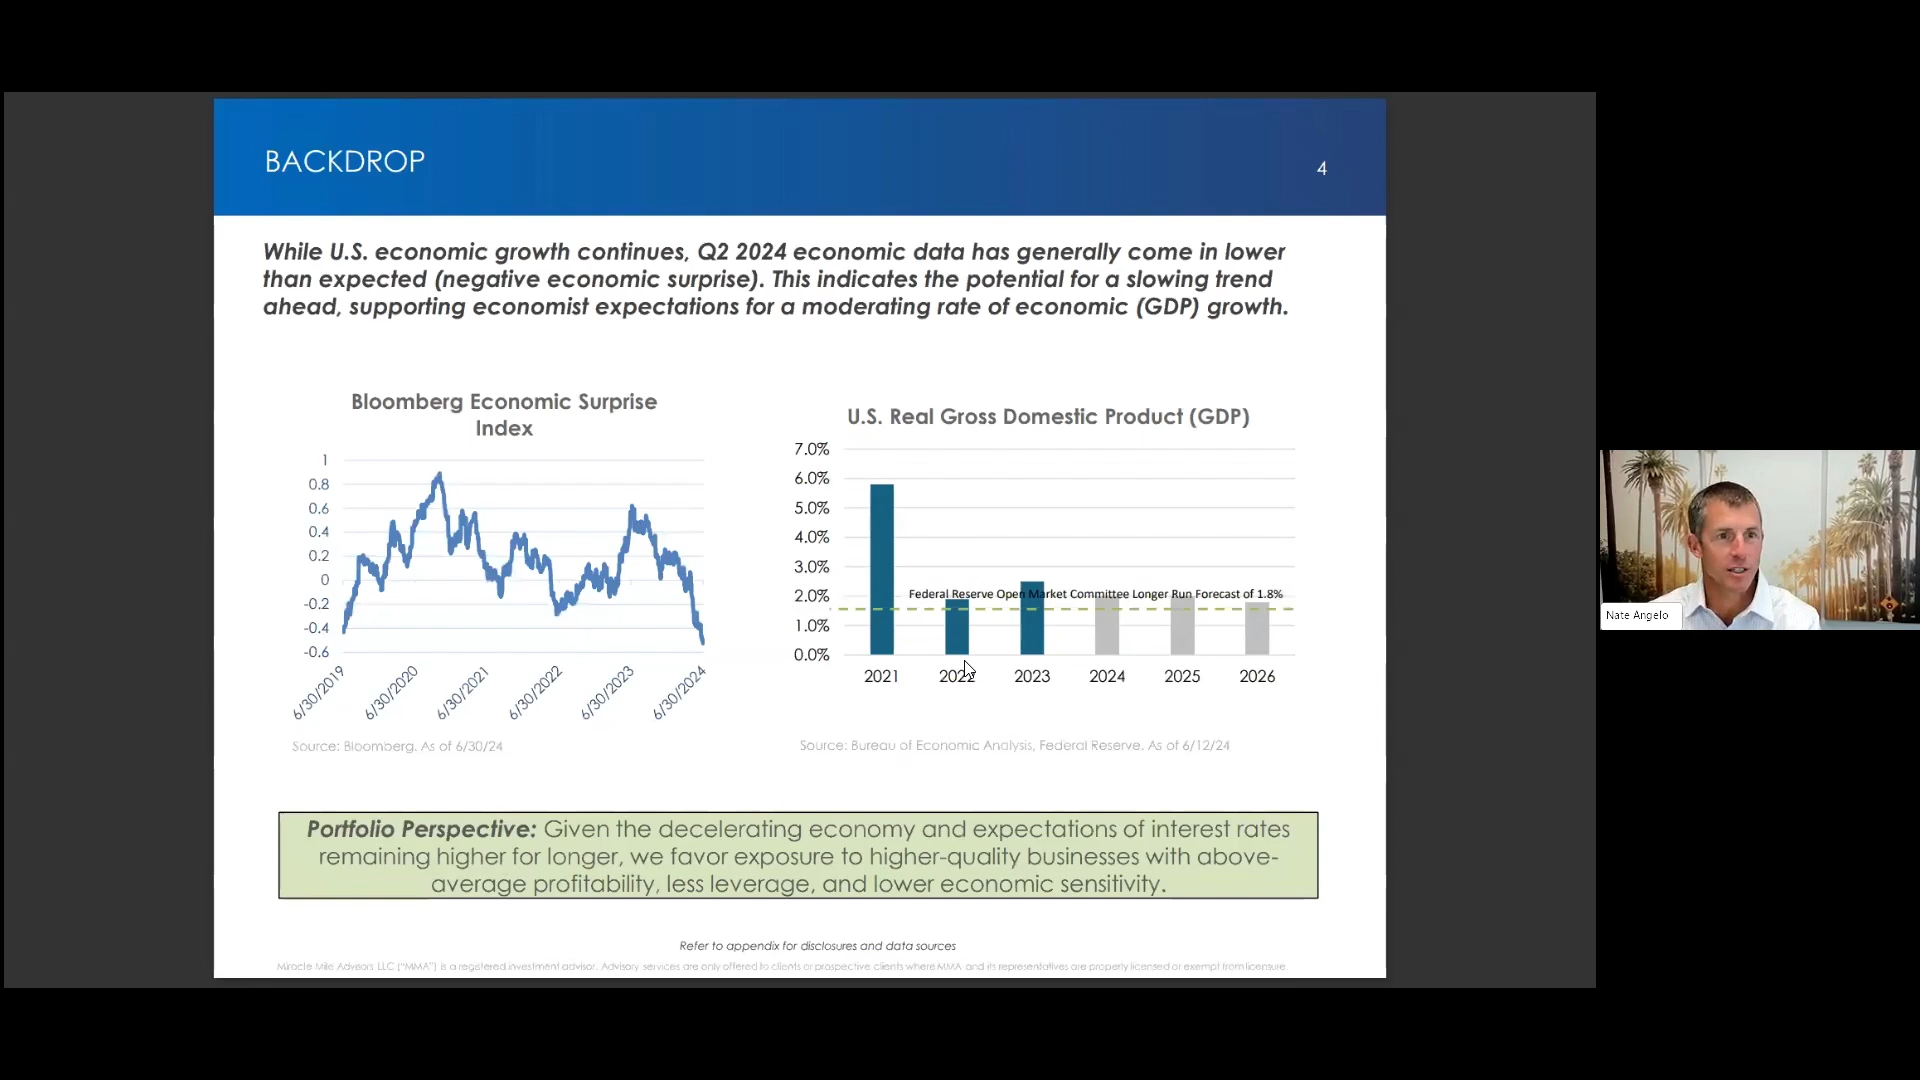 BACKDROP
4
While U.S. economic growth continues, Q2 2024 economic data has generally come in lower
than expected (negative economic surprise). This indicates the potential for a slowing trend
ahead, supporting economist expectations for a moderating rate of economic (GDP) growth.
Bloomberg Economic Surprise
Index
1
0.8
0.6
0.4
0.2
0
-0.2
-0.4
-0.6
6/30/2019
6/30/2020
6/30/2021
6/30/2022
6/30/2023
6/30/2024
Source: Bloomberg. As of 6/30/24
U.S. Real Gross Domestic Product (GDP)
7.0%
6.0%
5.0%
4.0%
3.0%
2.0%
1.0%
0.0%
Federal Reserve Open Market Committee Longer Run Forecast of 1.8%
2021
2022
2023
2024
2025
2026
Source: Bureau of Economic Analysis, Federal Reserve. As of 6/12/24
Nate Angelo
Portfolio Perspective: Given the decelerating economy and expectations of interest rates
remaining higher for longer, we favor exposure to higher-quality businesses with above-
average profitability, less leverage, and lower economic sensitivity.
Refer to appendix for disclosures and data sources
Miracle Mile Advisors LLC ("MMA") is a registered investment advisor. Advisory services are only offered to clients or prospective clients where MMA and its representatives are properly licensed or exempt from licensure.